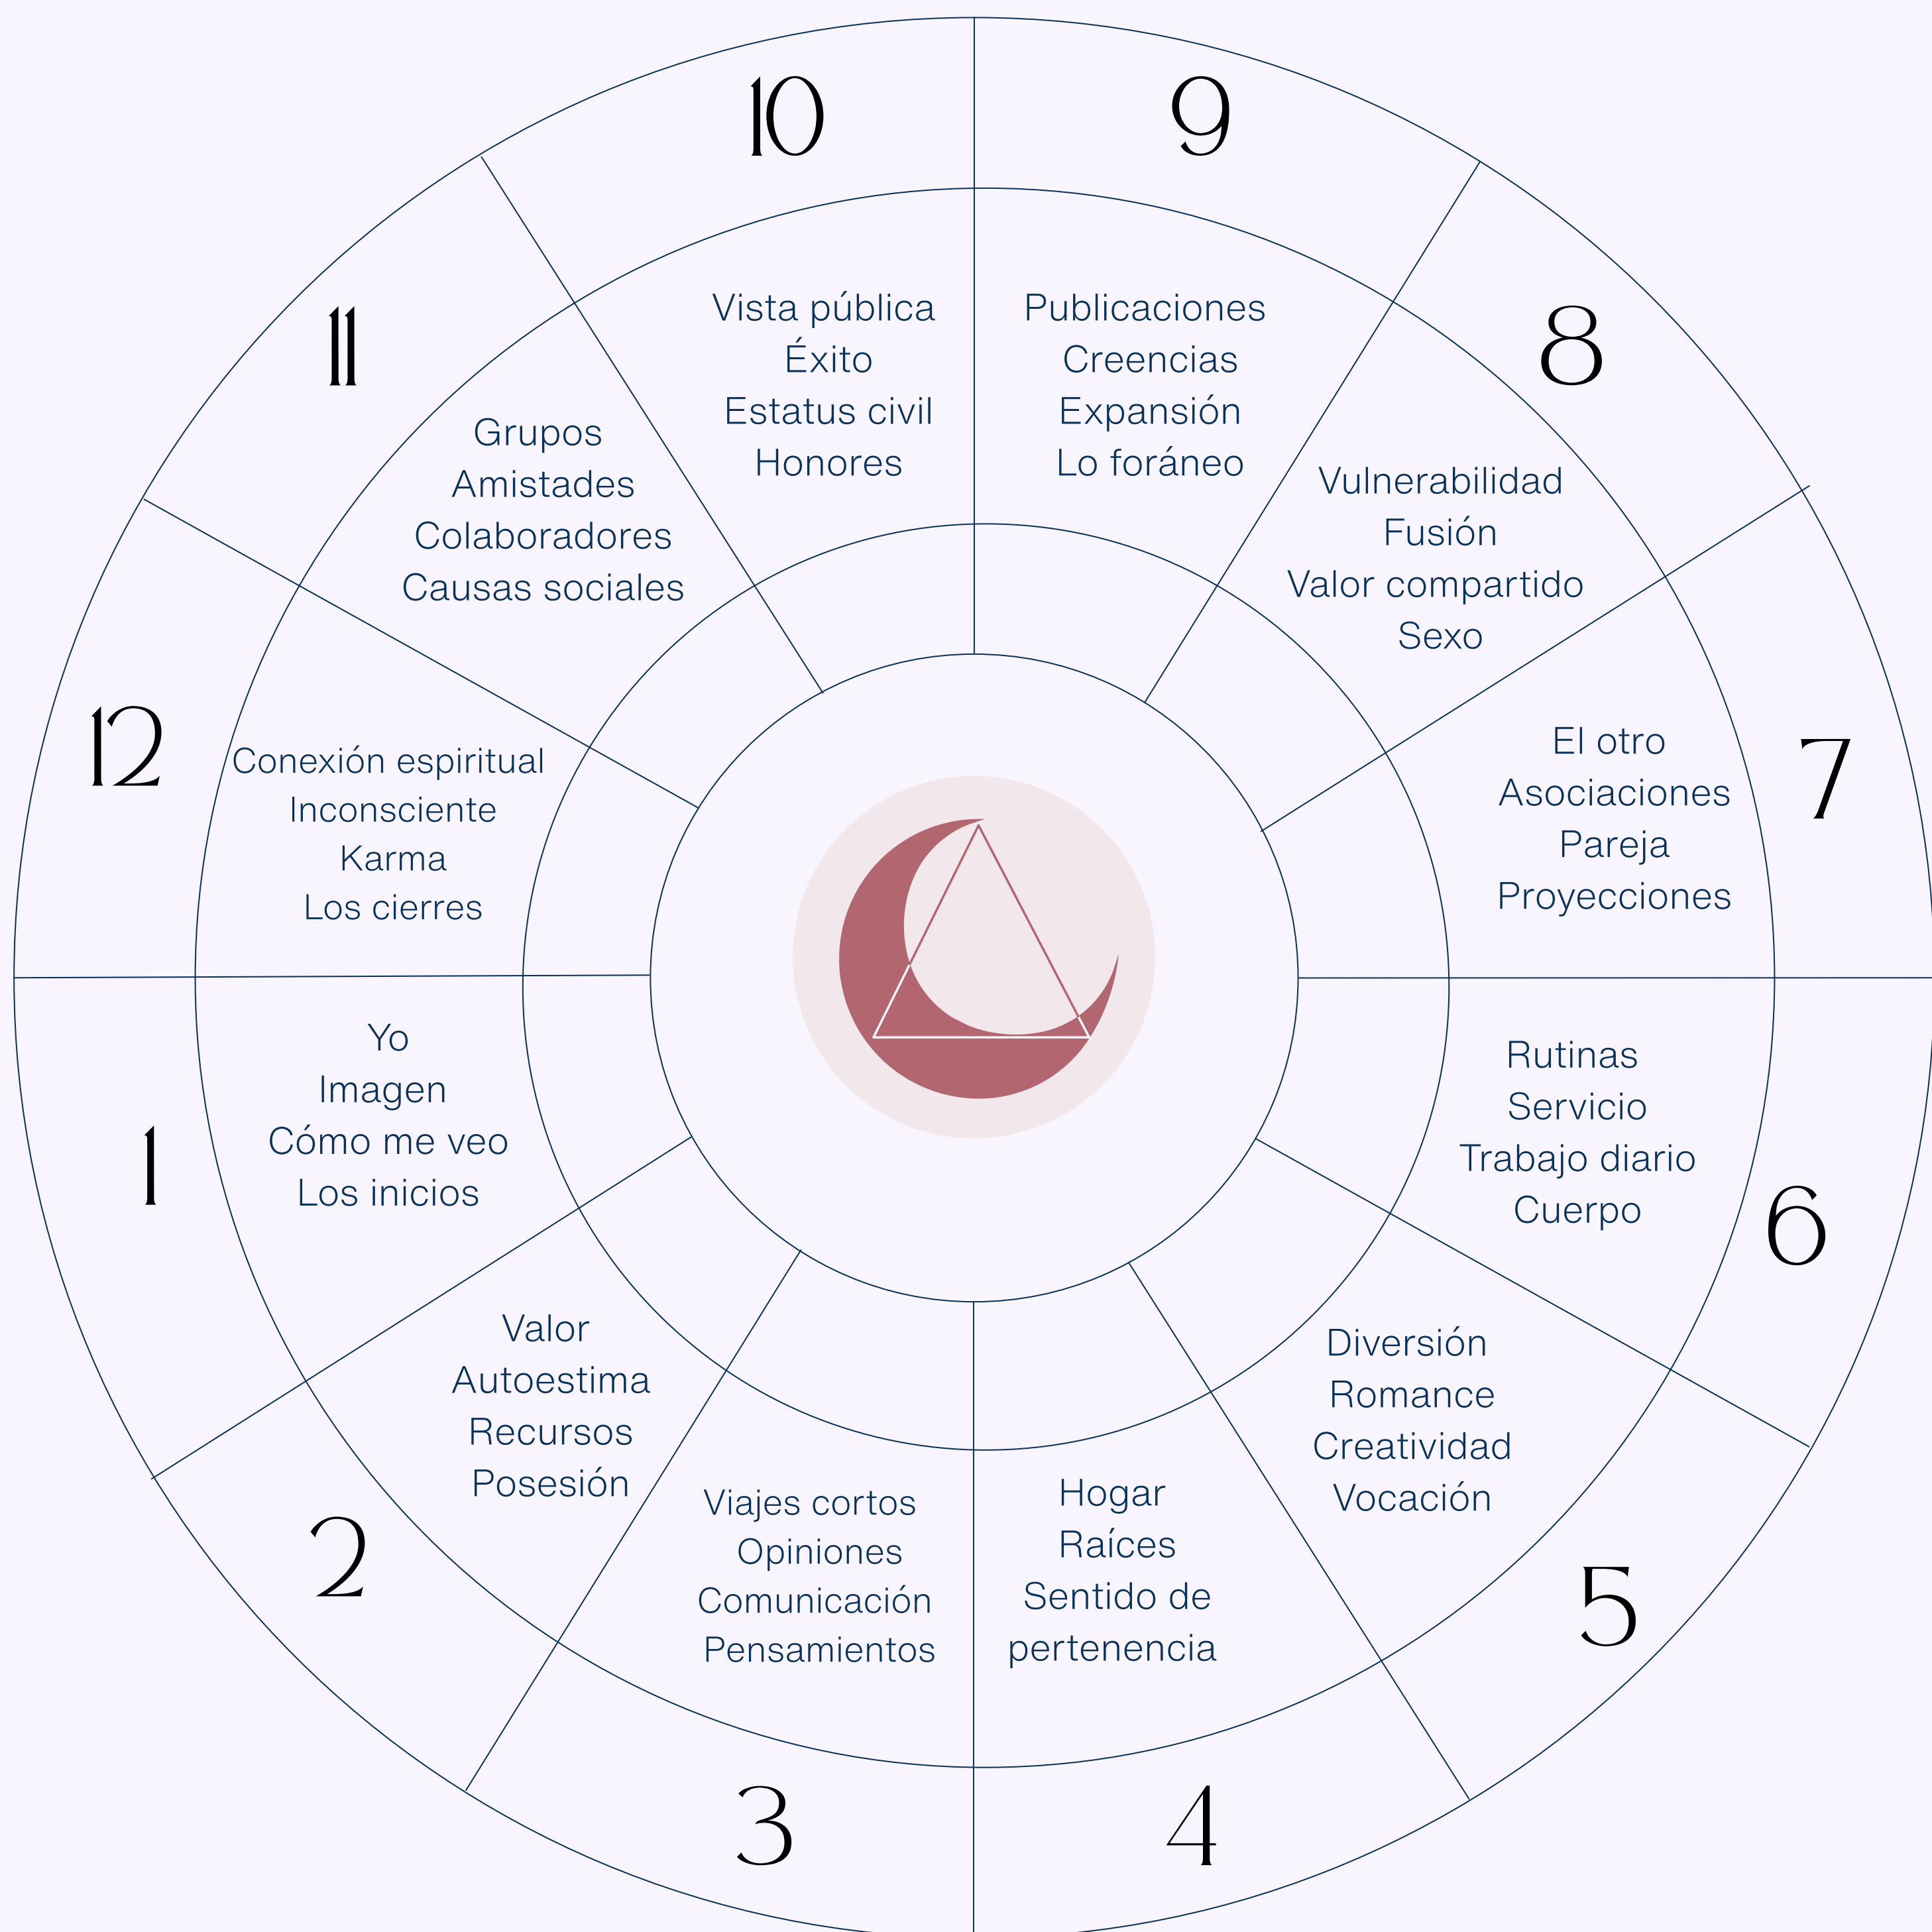 10
Vista pública
Éxito
Estatus civil
Honores
9
Publicaciones
Creencias
Expansión
Lo foráneo
8
Vulnerabilidad
Fusión
Valor compartido
Sexo
7
El otro
Asociaciones
Pareja
Proyecciones
6
Rutinas
Servicio
Trabajo diario
Cuerpo
5
Diversión
Romance
Creatividad
Vocación
4
Hogar
Raíces
Sentido de
pertenencia
3
Viajes cortos
Opiniones
Comunicación
Pensamientos
2
Valor
Autoestima
Recursos
Posesión
1
Yo
Imagen
Cómo me veo
Los inicios
12
Conexión espiritual
Inconsciente
Karma
Los cierres
11
Grupos
Amistades
Colaboradores
Causas sociales